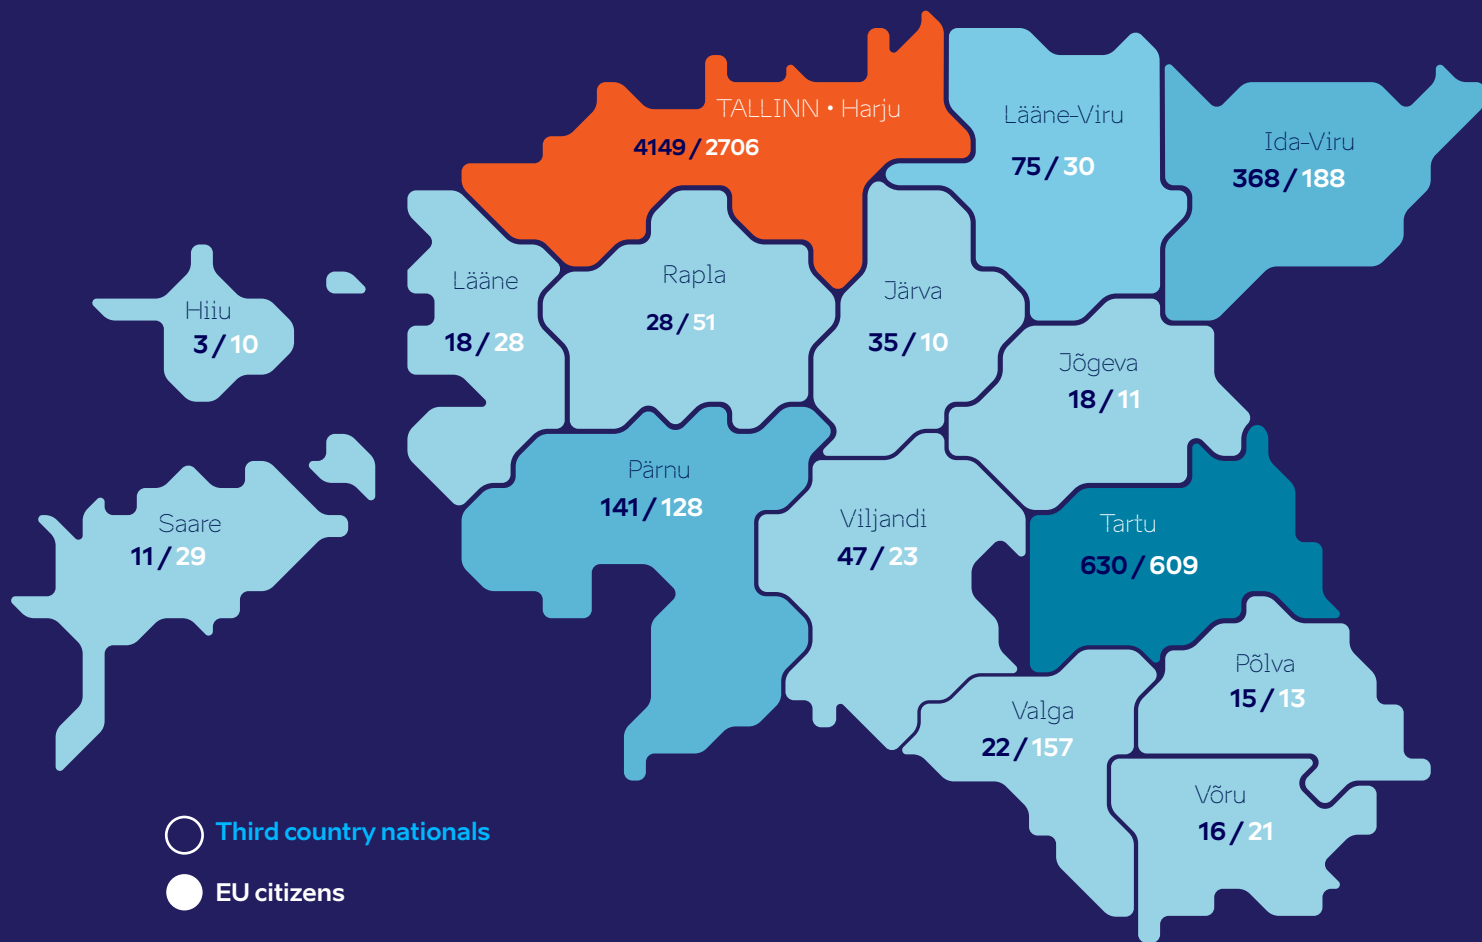 TALLINN • Harju
4149 / 2706
Lääne-Viru
75 / 30
Ida-Viru
368 / 188
Hiiu
3 / 10
Lääne
18 / 28
Rapla
28 / 51
Järva
35 / 10
Jõgeva
18 / 11
Saare
11 / 29
Pärnu
141 / 128
Viljandi
47 / 23
Tartu
630 / 609
Valga
22 / 157
Põlva
15 / 13
Võru
16 / 21
Third country nationals
EU citizens